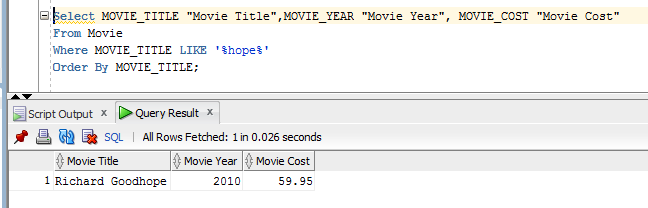 Select MOVIE_TITLE "Movie Title",MOVIE_YEAR "Movie Year", MOVIE_COST "Movie Cost"
From Movie
Where MOVIE_TITLE LIKE '%hope%'
Order By MOVIE_TITLE;
Script Output x Query Result x
SQL | All Rows Fetched: 1 in 0.026 seconds
Movie Title Movie Year Movie Cost
1 Richard Goodhope 2010 59.95